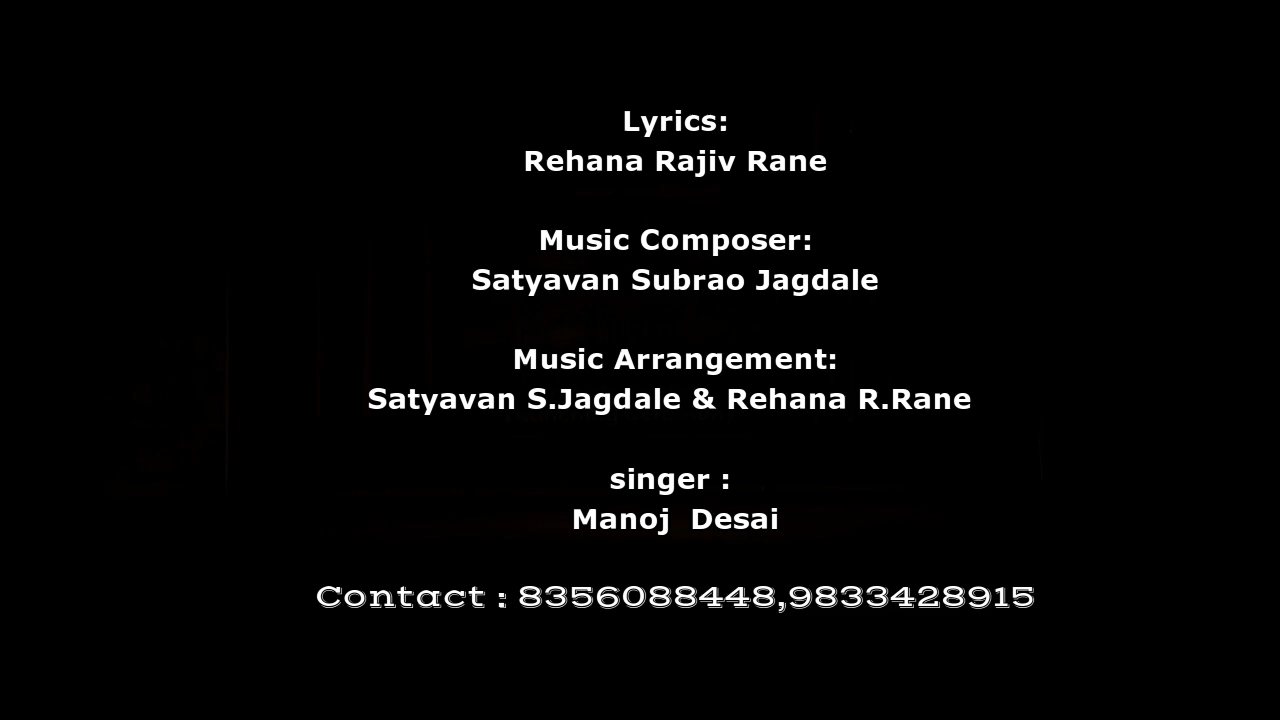 Lyrics:
Rehana Rajiv Rane
Music Composer:
Satyavan Subrao Jagdale
Music Arrangement:
Satyavan S.Jagdale & Rehana R.Rane
singer :
Manoj  Desai
Contact : 8356088448,9833428915